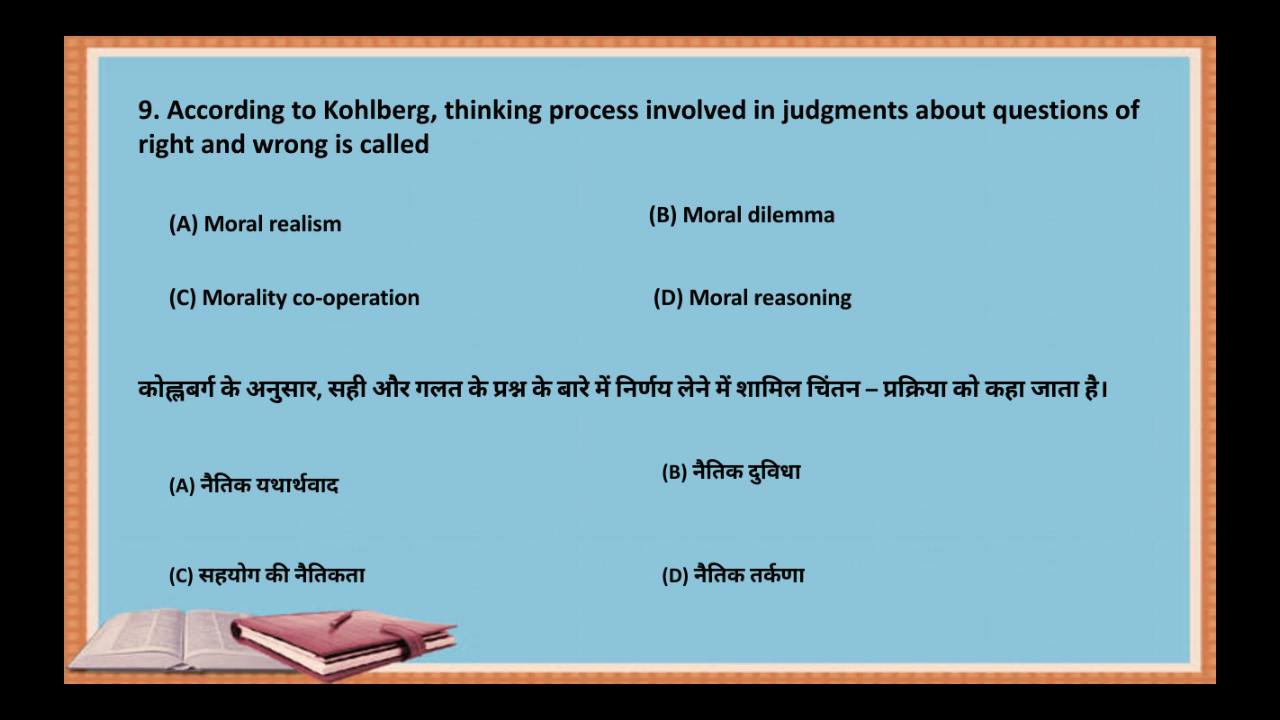 9. According to Kohlberg, thinking process involved in judgments about questions of
right and wrong is called
(A) Moral realism
(B) Moral dilemma
(C) Morality co-operation
(D) Moral reasoning
कोह्लबर्ग के अनुसार, सही और गलत के प्रश्न के बारे में निर्णय लेने में शामिल चिंतन – प्रक्रिया को कहा जाता है।
(A) नैतिक यथार्थवाद
(B) नैतिक दुविधा
(C) सहयोग की नैतिकता
(D) नैतिक तर्कणा